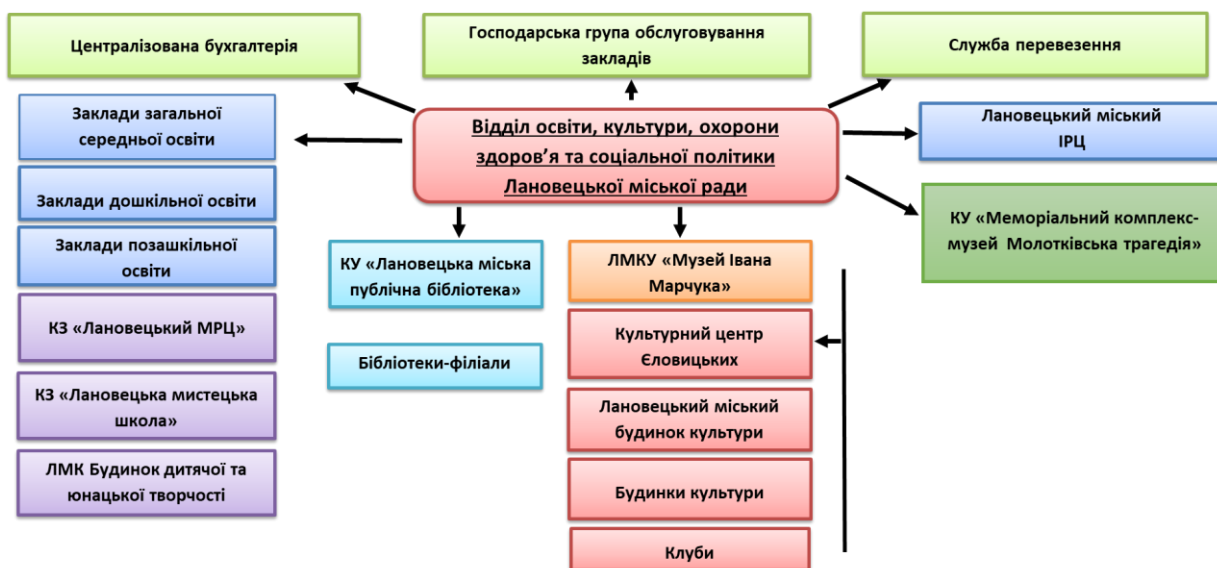 Централізована бухгалтерія
Господарська група обслуговування
закладів
Служба перевезення
Відділ освіти, культури, охорони
здоров’я та соціальної політики
Лановецької міської ради
Заклади загальної
середньої освіти
Заклади дошкільної освіти
Заклади позашкільної
освіти
КЗ «Лановецький МРЦ»
КЗ «Лановецька мистецька
школа»
ЛМК Будинок дитячої та
юнацької творчості
КУ «Лановецька міська
публічна бібліотека»
Бібліотеки-філіали
ЛМКУ «Музей Івана
Марчука»
Культурний центр
Єловицьких
Лановецький міський
будинок культури
Будинки культури
Клуби
Лановецький міський
ІРЦ
КУ «Меморіальний комплекс-
музей Молотківська трагедія»